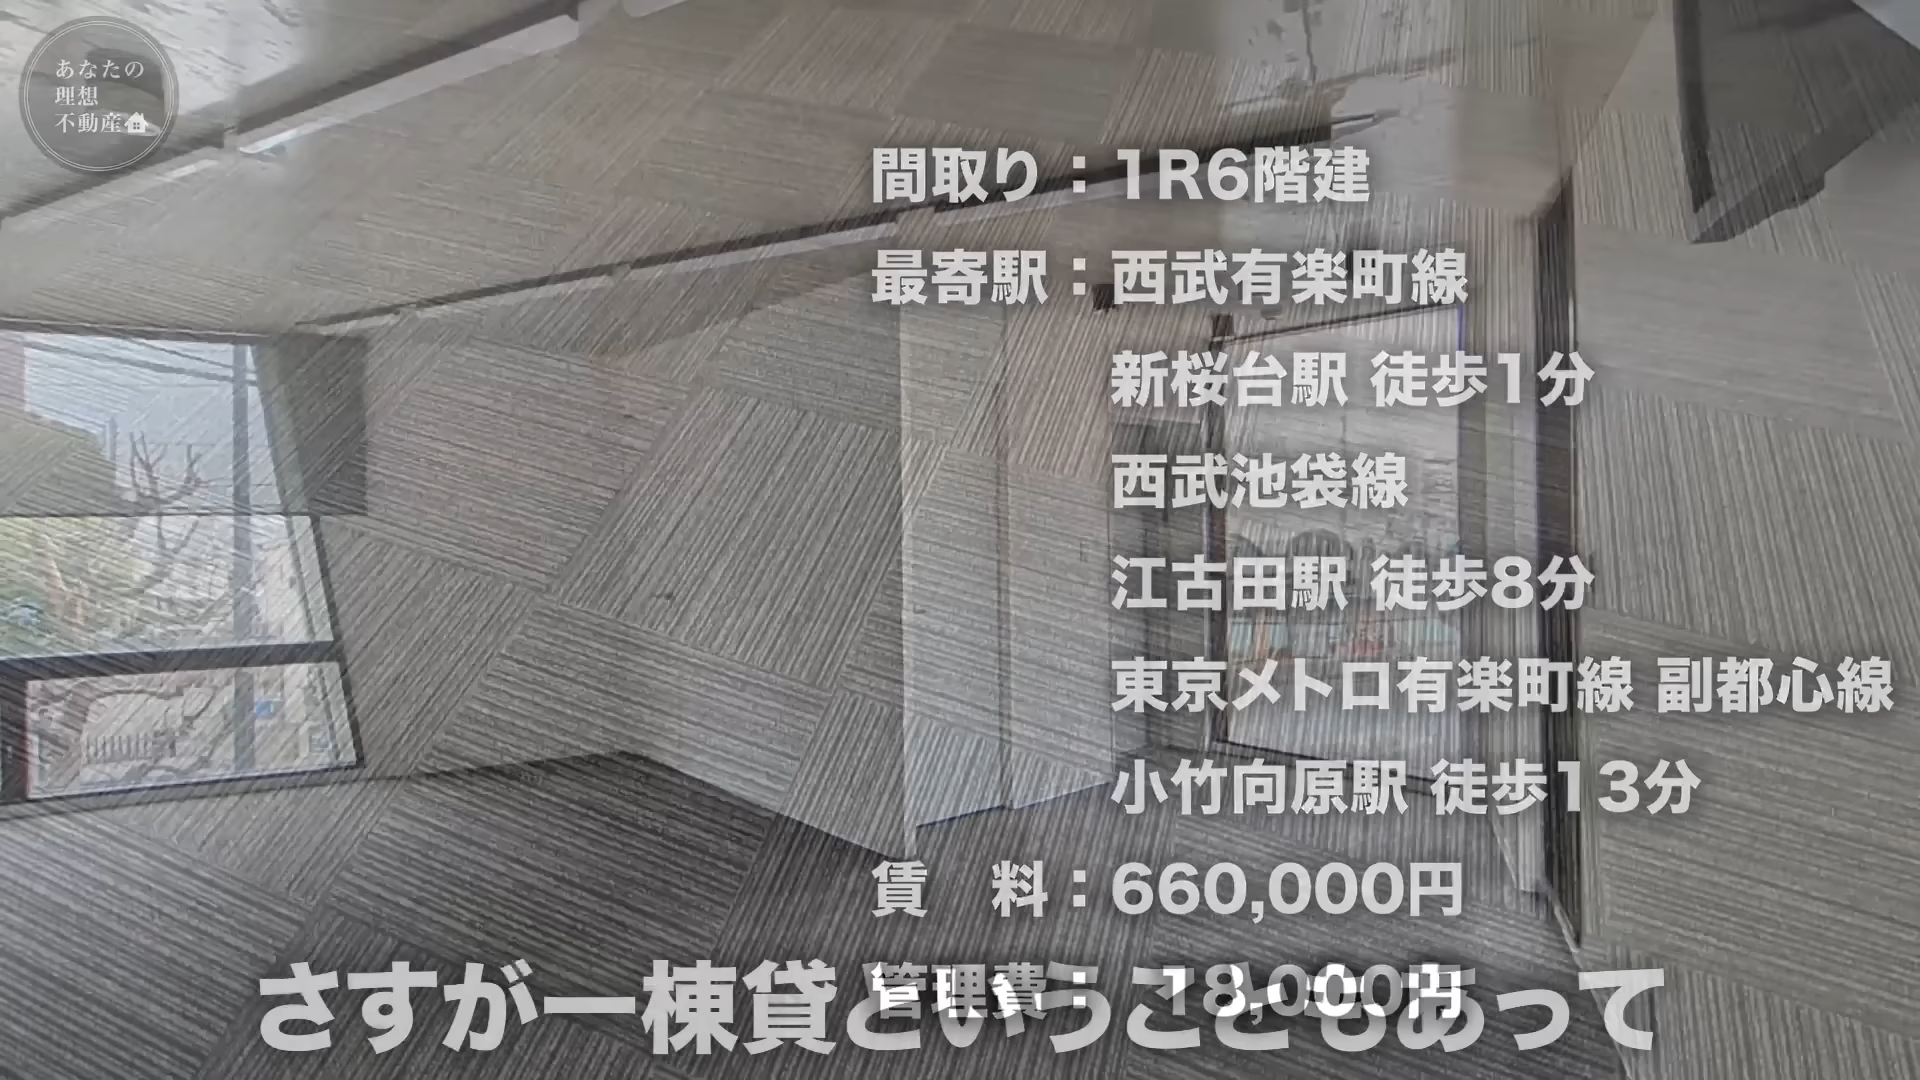 あなたの
理想
不動産
間取り：1R6階建
最寄駅：西武有楽町線
新桜台駅 徒歩1分
西武池袋線
江古田駅 徒歩8分
東京メトロ有楽町線 副都心線
小竹向原駅 徒歩13分
賃　料：660,000円
管理費：18,000円
さすが一棟貸ということもあって